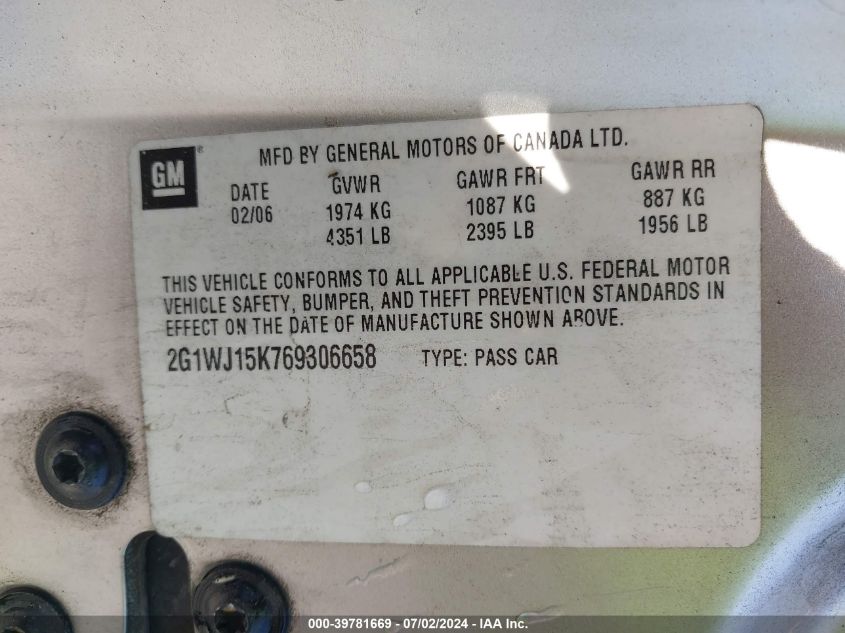 GM
MFD BY GENERAL MOTORS OF CANADA LTD.
DATE GVWR GAWR FRT GAWR RR
02/06 1974 KG 1087 KG 887 KG
4351 LB 2395 LB 1956 LB
THIS VEHICLE CONFORMS TO ALL APPLICABLE U.S. FEDERAL MOTOR
VEHICLE SAFETY, BUMPER, AND THEFT PREVENTION STANDARDS IN
EFFECT ON THE DATE OF MANUFACTURE SHOWN ABOVE.
2G1WJ15K769306658 TYPE: PASS CAR
000-39781669 - 07/02/2024 - IAA Inc.